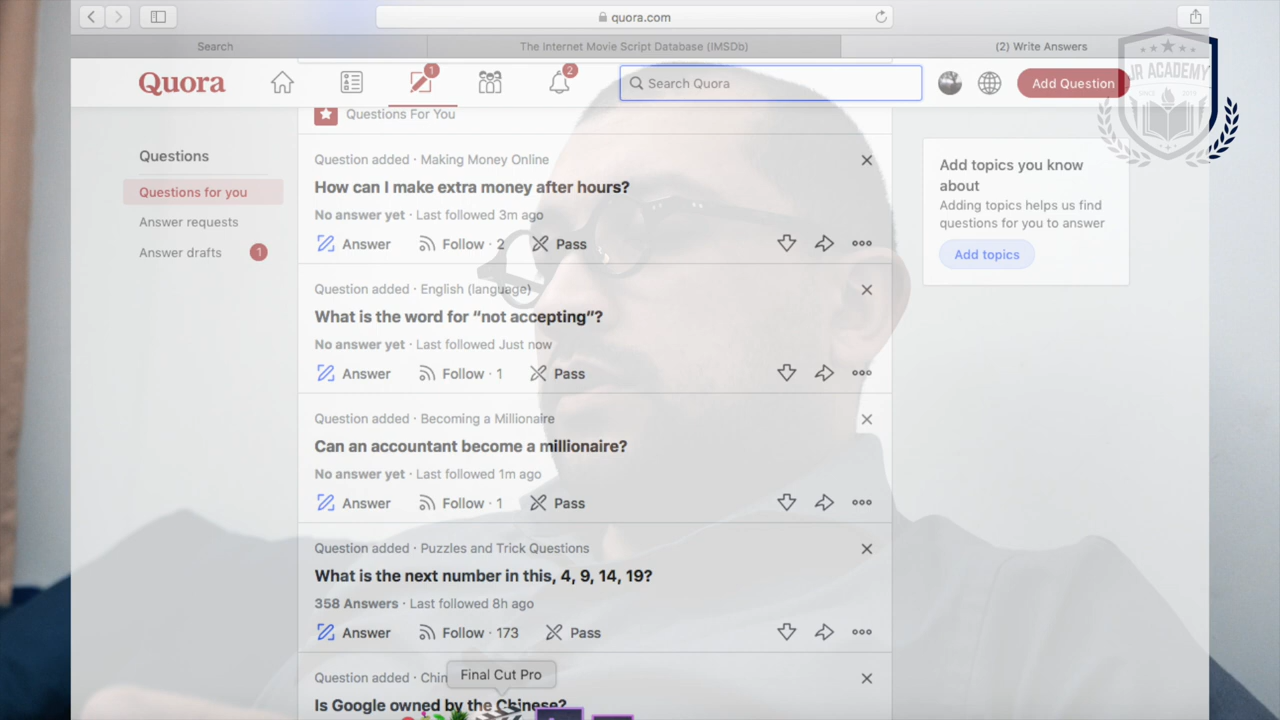 quora.com
Search
The Internet Movie Script Database (IMSDb)
(2) Write Answers
JR ACADEMY
SINCE
Quora
1
2
Search Quora
Add Question
Questions For You
Questions
Questions for you
Answer requests
Answer drafts 1
Question added · Making Money Online
How can I make extra money after hours?
No answer yet · Last followed 3m ago
Answer Follow · 2 Pass
Question added · English (language)
What is the word for “not accepting“?
No answer yet · Last followed Just now
Answer Follow · 1 Pass
Question added · Becoming a Millionaire
Can an accountant become a millionaire?
No answer yet · Last followed 1m ago
Answer Follow · 1 Pass
Question added · Puzzles and Trick Questions
What is the next number in this, 4, 9, 14, 19?
358 Answers · Last followed 8h ago
Answer Follow · 173 Pass
Question added ·
Final Cut Pro
Is Google owned by the Chinese?
Add topics you know
about
Adding topics helps us find
questions for you to answer
Add topics